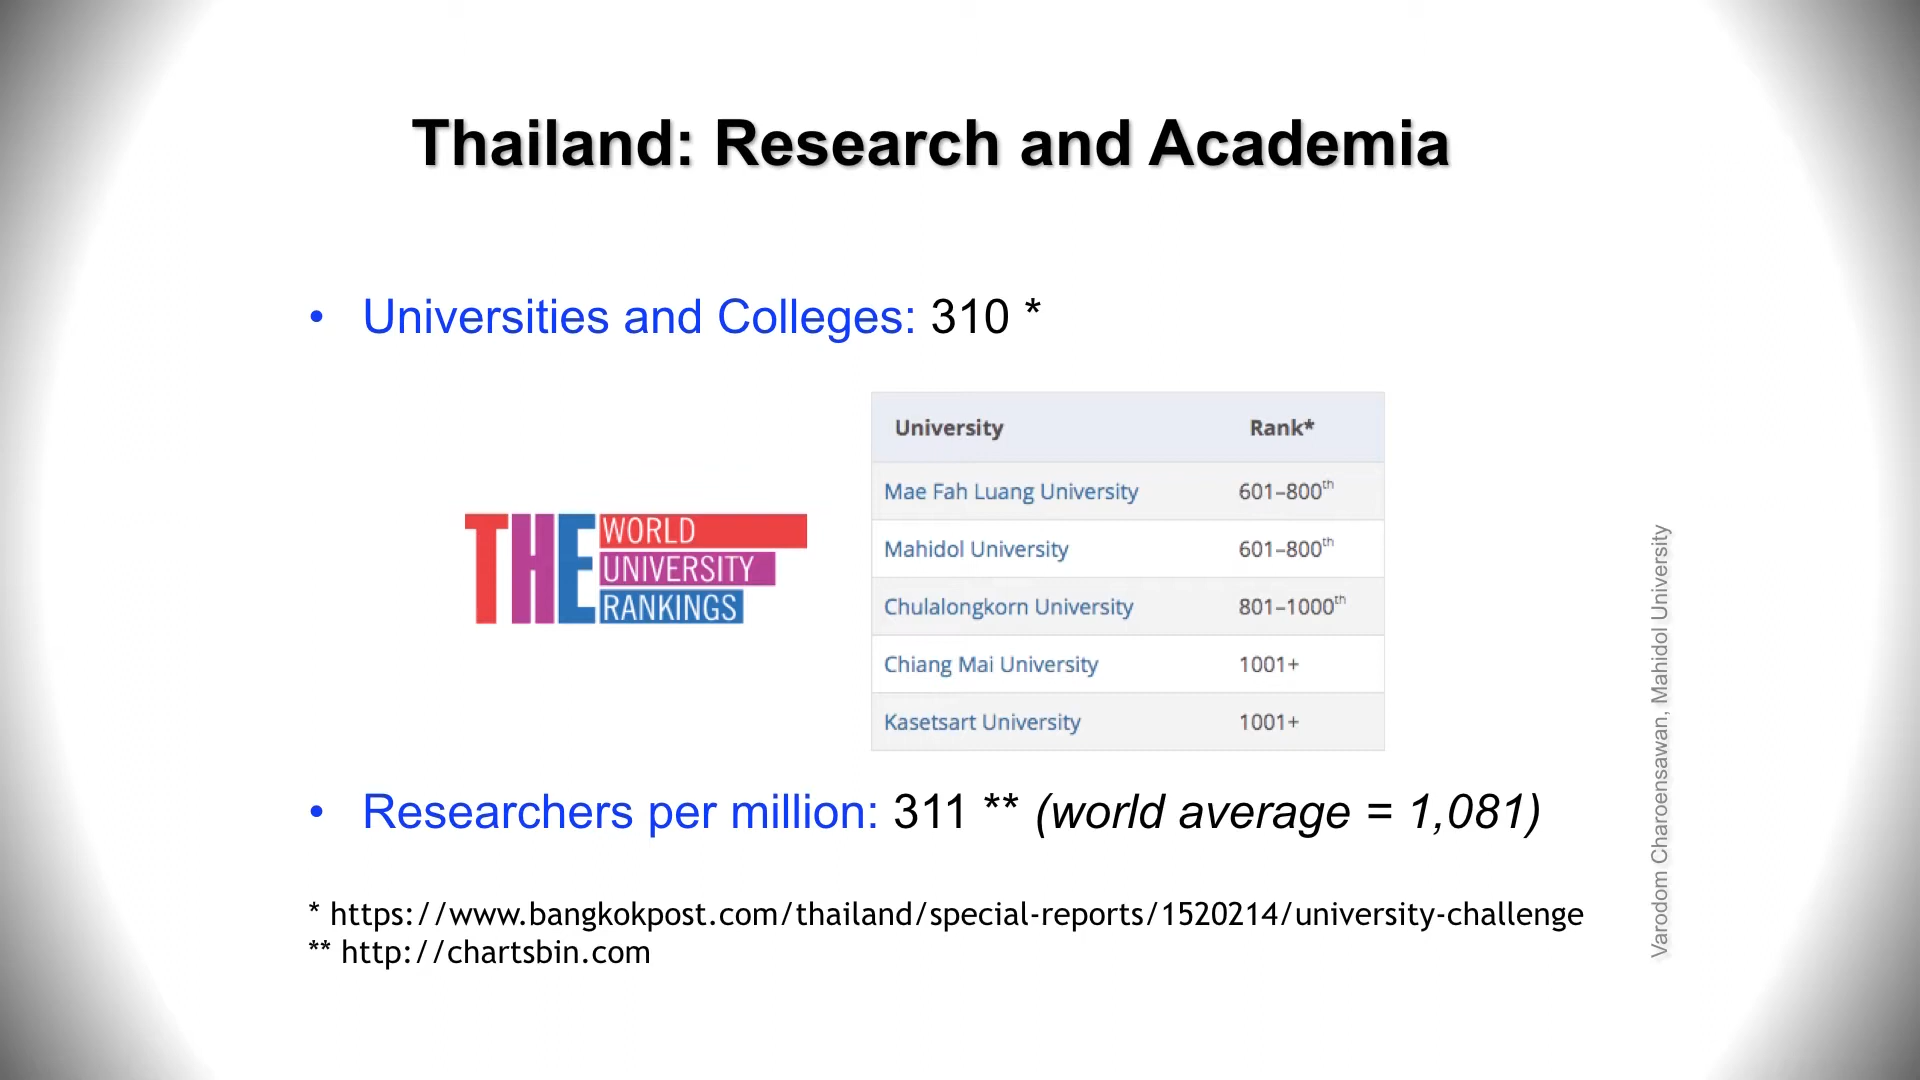 Thailand: Research and Academia
• Universities and Colleges: 310 *
THE WORLD
UNIVERSITY
RANKINGS
University Rank*
Mae Fah Luang University 601–800th
Mahidol University 601–800th
Chulalongkorn University 801–1000th
Chiang Mai University 1001+
Kasetsart University 1001+
• Researchers per million: 311 ** (world average = 1,081)
* https://www.bangkokpost.com/thailand/special-reports/1520214/university-challenge
** http://chartsbin.com
Varodom Charoensawan, Mahidol University